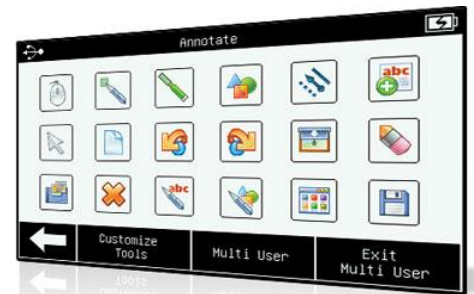 Annotate
abc
abc
Customize
Tools
Multi User
Exit
Multi User